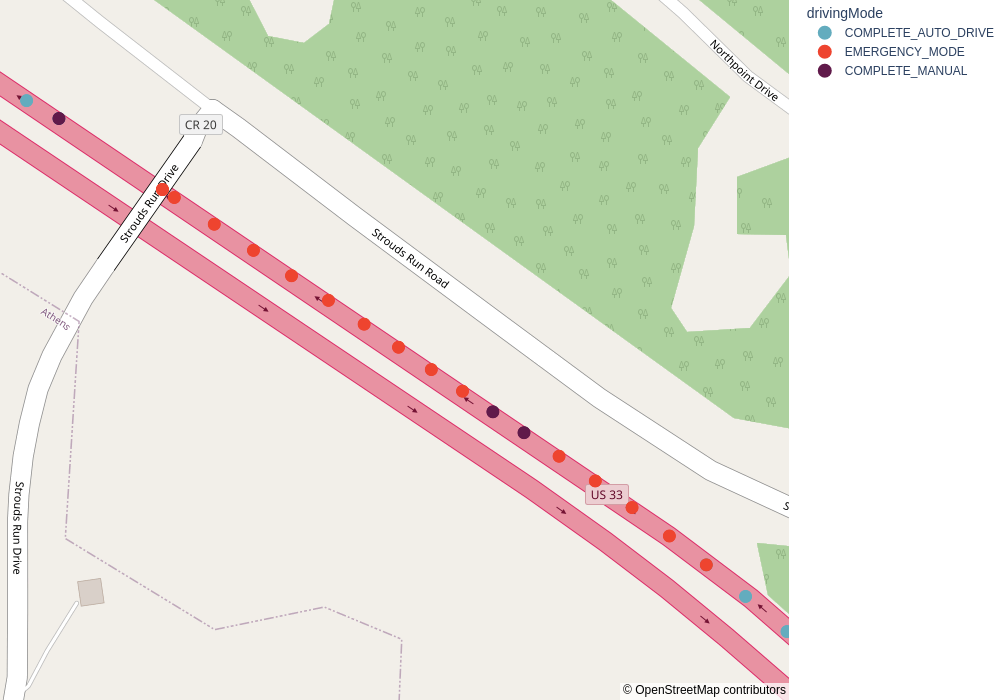 drivingMode
COMPLETE_AUTO_DRIVE
EMERGENCY_MODE
COMPLETE_MANUAL
Northpoint Drive
CR 20
Strouds Run Drive
Strouds Run Road
Athens
US 33
S
Strouds Run Drive
© OpenStreetMap contributors